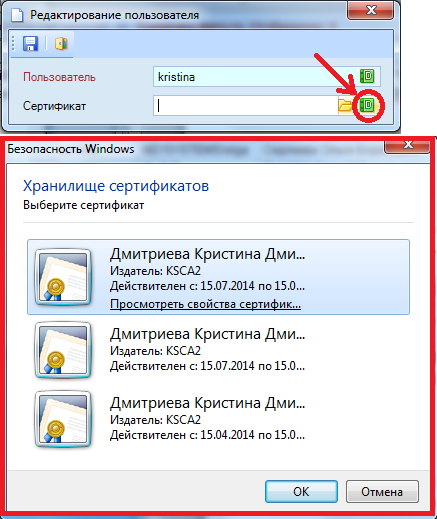 Редактирование пользователя
Пользователь kristina
Сертификат
Безопасность Windows
Хранилище сертификатов
Выберите сертификат
Дмитриева Кристина Дми...
Издатель: KSCA2
Действителен с: 15.07.2014 по 15.0...
Просмотреть свойства сертифик...
Дмитриева Кристина Дми...
Издатель: KSCA2
Действителен с: 15.07.2014 по 15.0...
Дмитриева Кристина Дми...
Издатель: KSCA2
Действителен с: 15.04.2014 по 15.0...
ОК Отмена